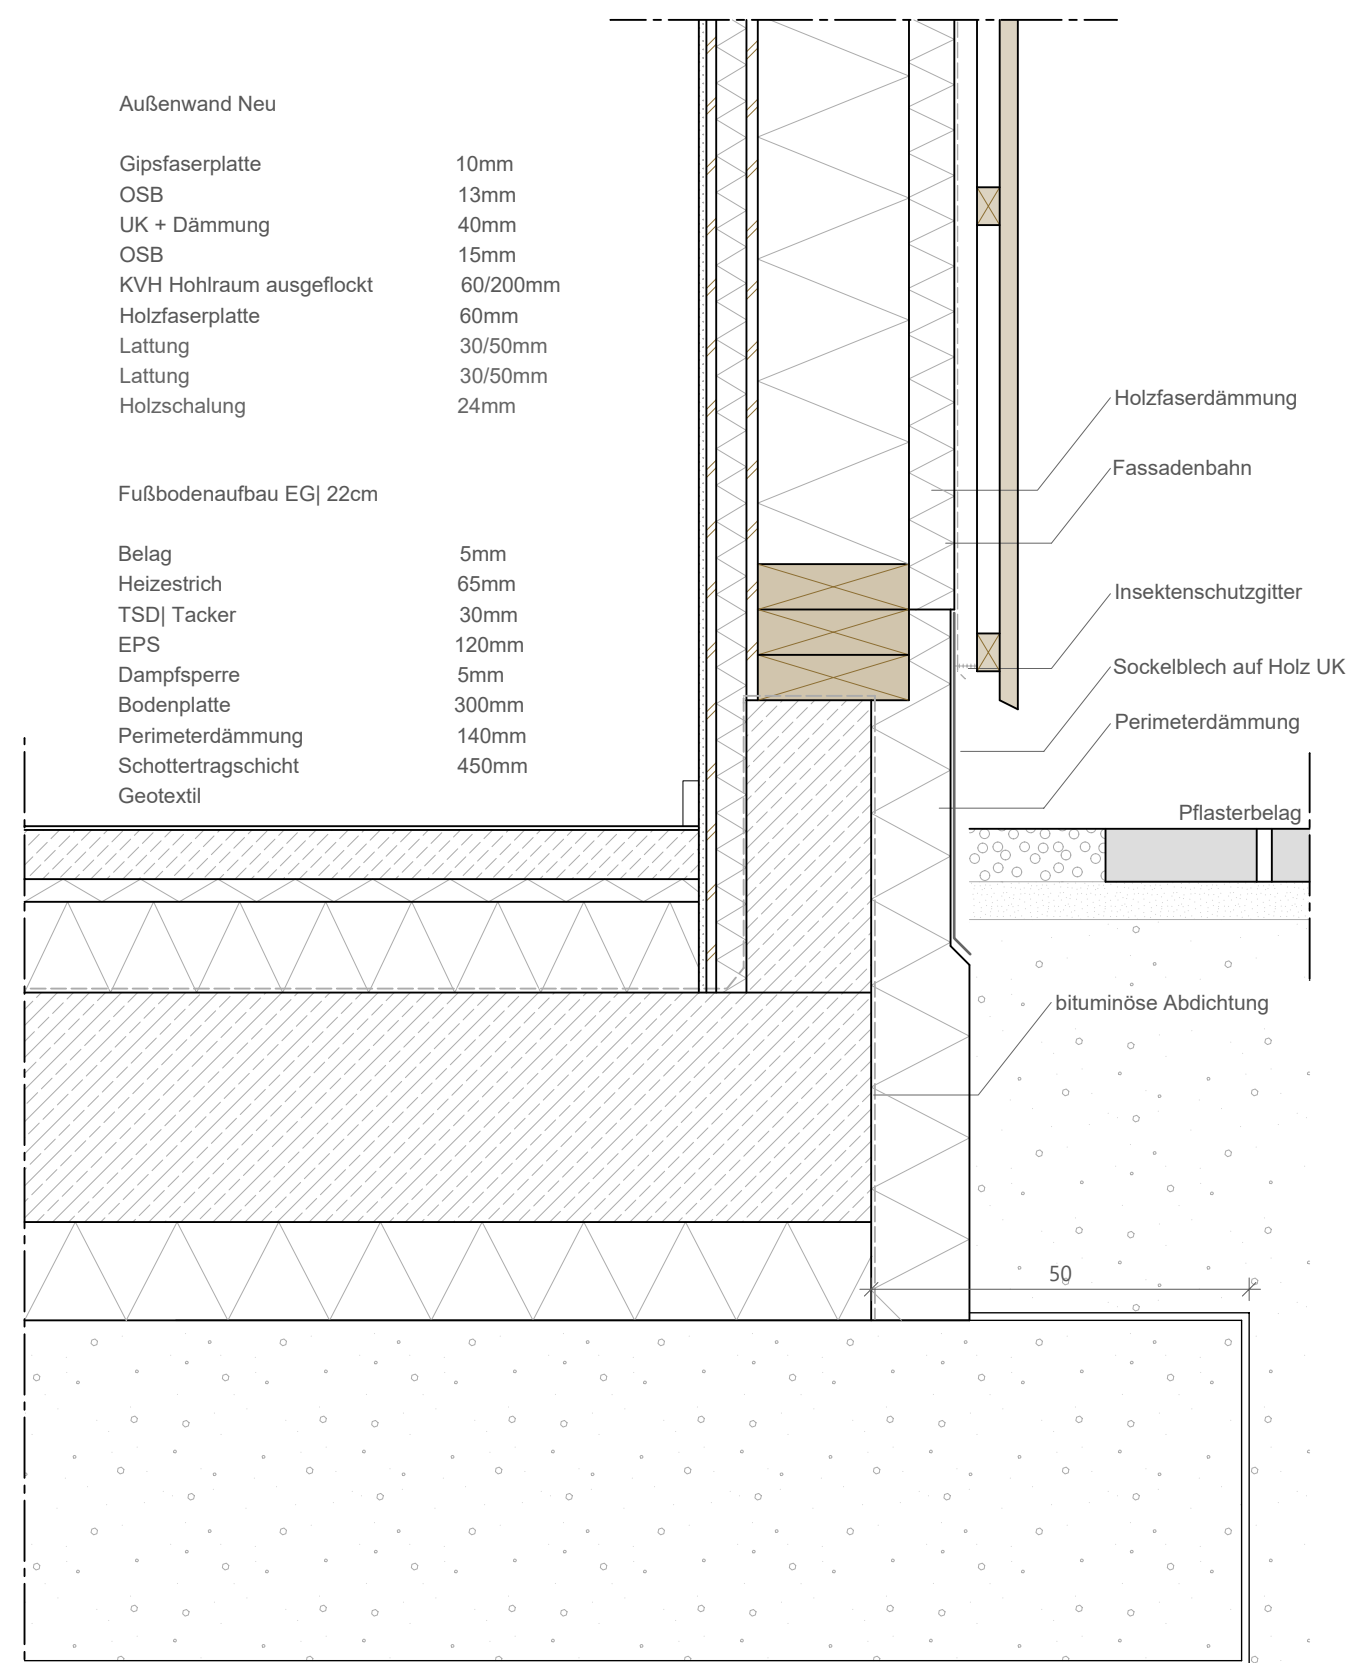 Außenwand Neu
Gipsfaserplatte 10mm
OSB 13mm
UK + Dämmung 40mm
OSB 15mm
KVH Hohlraum ausgeflockt 60/200mm
Holzfaserplatte 60mm
Lattung 30/50mm
Lattung 30/50mm
Holzschalung 24mm
Fußbodenaufbau EG| 22cm
Belag 5mm
Heizestrich 65mm
TSD| Tacker 30mm
EPS 120mm
Dampfsperre 5mm
Bodenplatte 300mm
Perimeterdämmung 140mm
Schottertragschicht 450mm
Geotextil
Holzfaserdämmung
Fassadenbahn
Insektenschutzgitter
Sockelblech auf Holz UK
Perimeterdämmung
Pflasterbelag
bituminöse Abdichtung
50